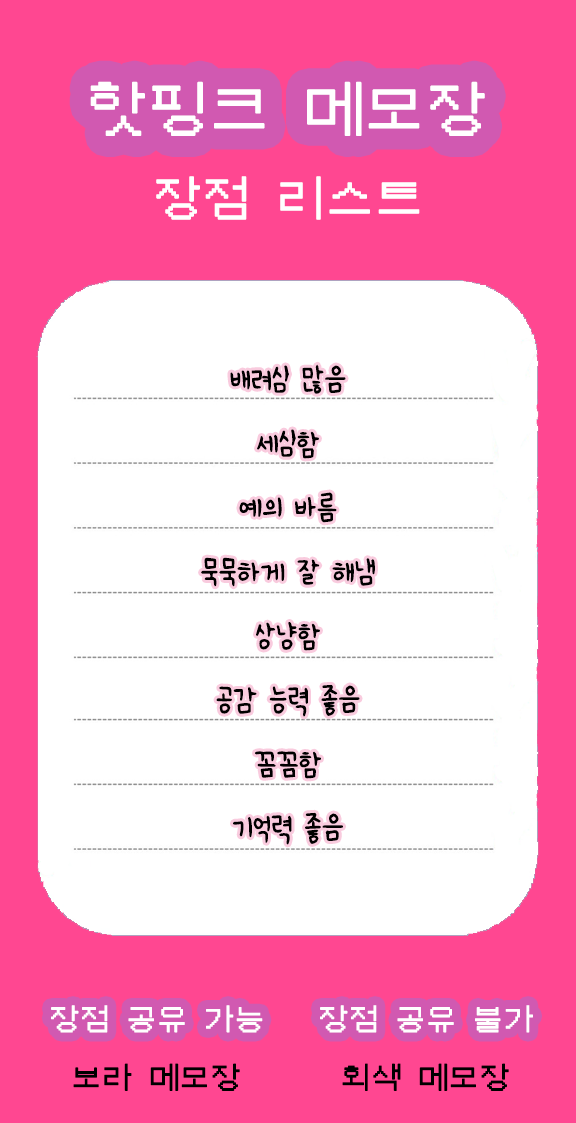 핫핑크 메모장
장점 리스트
배려심 많음
세심함
예의 바름
묵묵하게 잘 해냄
상냥함
공감 능력 좋음
꼼꼼함
기억력 좋음
장점 공유 가능 장점 공유 불가
보라 메모장 회색 메모장